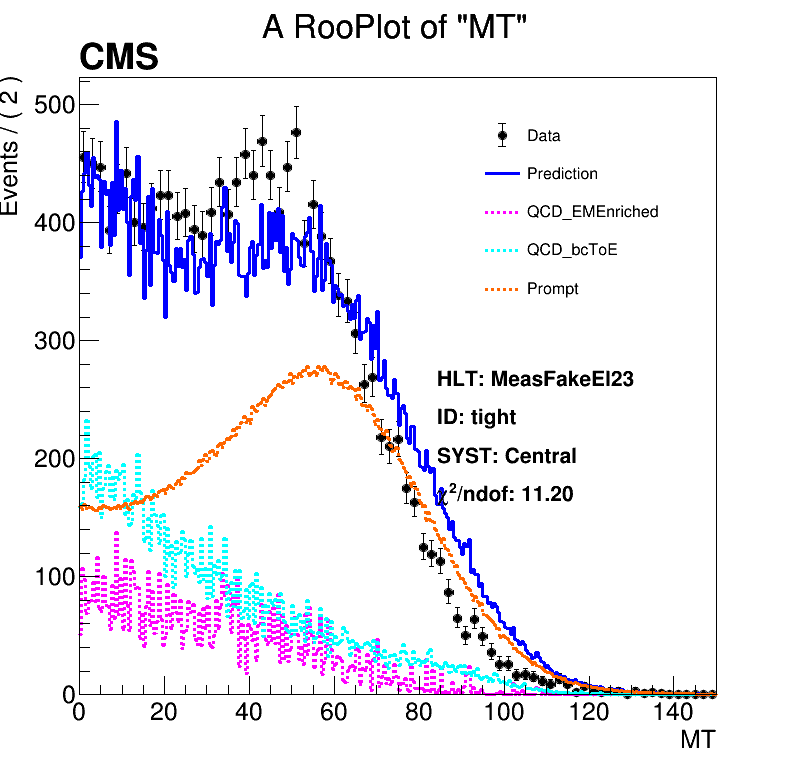 A RooPlot of "MT"
CMS
Events / ( 2 )
500
400
300
200
100
0
Data
Prediction
QCD_EMEnriched
QCD_bcToE
Prompt
HLT: MeasFakeEl23
ID: tight
SYST: Central
χ²/ndof: 11.20
0 20 40 60 80 100 120 140
MT